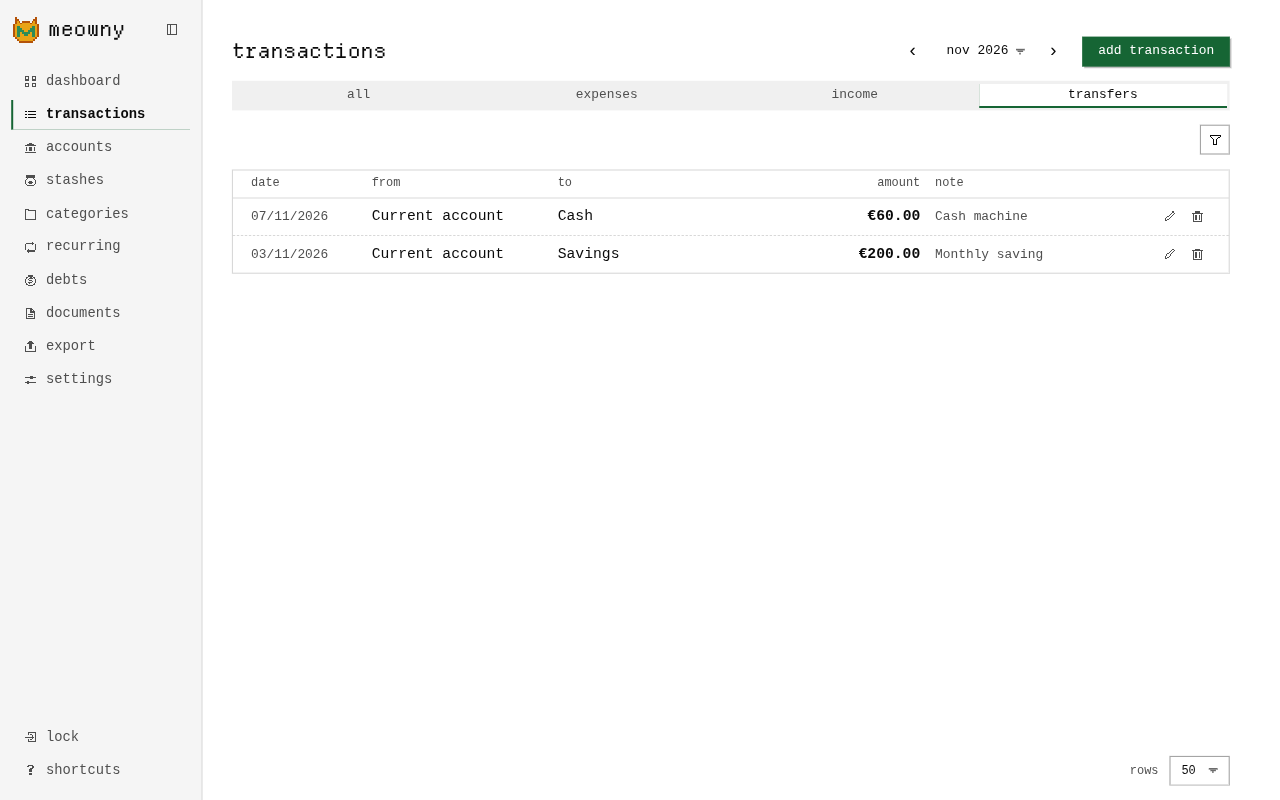 meowny
dashboard
transactions
accounts
stashes
categories
recurring
debts
documents
export
settings
lock
? shortcuts
transactions
‹ nov 2026 ›
add transaction
all expenses income transfers
date from to amount note
07/11/2026 Current account Cash €60.00 Cash machine
03/11/2026 Current account Savings €200.00 Monthly saving
rows 50